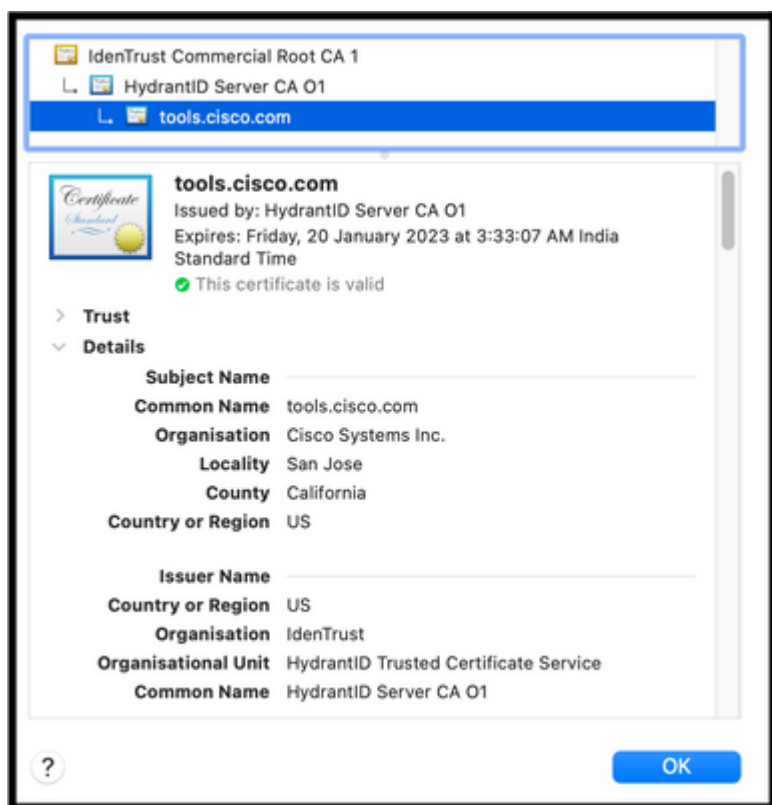 IdenTrust Commercial Root CA 1
HydrantID Server CA O1
tools.cisco.com
Certificate
Standard
tools.cisco.com
Issued by: HydrantID Server CA O1
Expires: Friday, 20 January 2023 at 3:33:07 AM India
Standard Time
This certificate is valid
Trust
Details
Subject Name
Common Name tools.cisco.com
Organisation Cisco Systems Inc.
Locality San Jose
County California
Country or Region US
Issuer Name
Country or Region US
Organisation IdenTrust
Organisational Unit HydrantID Trusted Certificate Service
Common Name HydrantID Server CA O1
?
OK